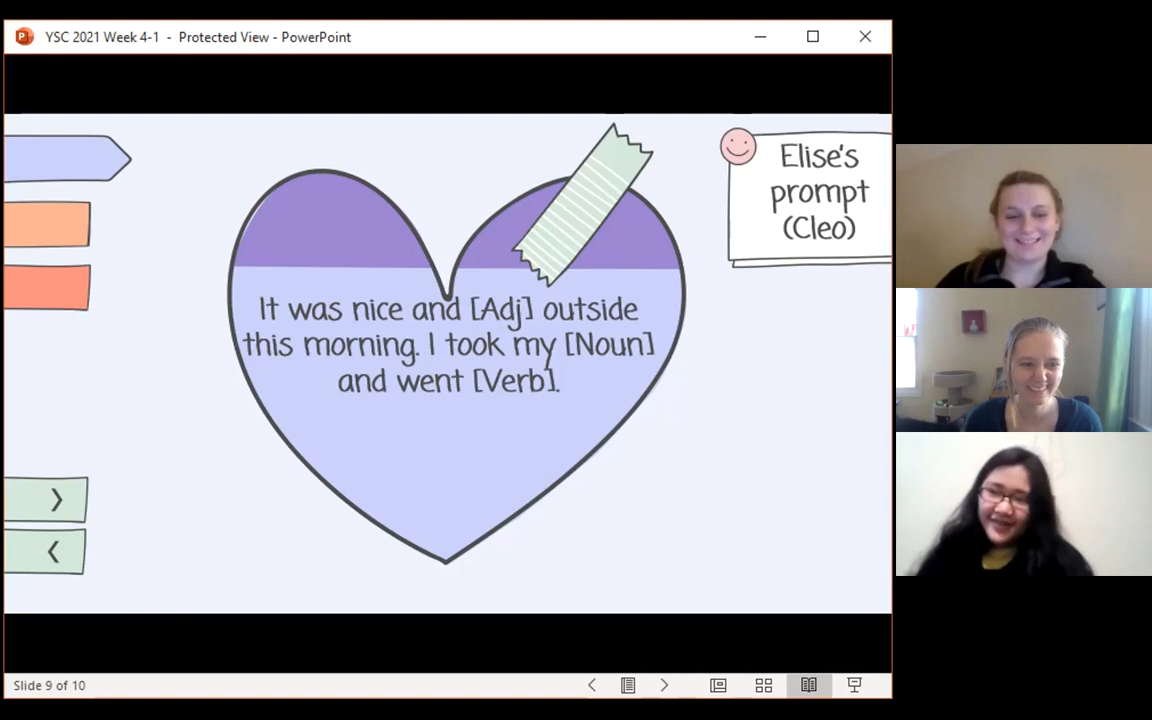 YSC 2021 Week 4-1 - Protected View - PowerPoint
Elise's
prompt
(Cleo)
It was nice and [Adj] outside
this morning. I took my [Noun]
and went [Verb].
Slide 9 of 10